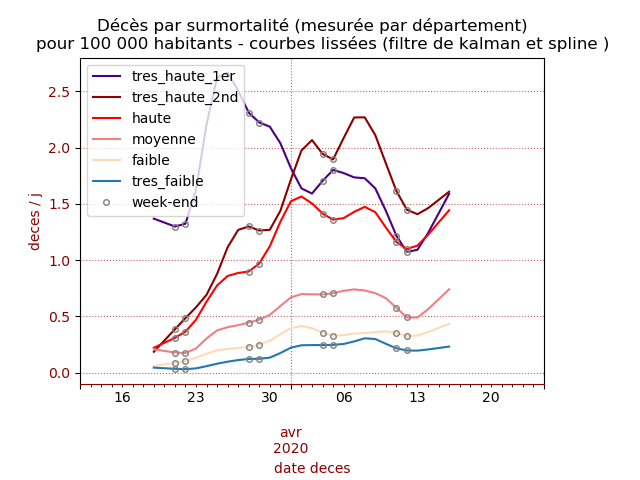 Décès par surmortalité (mesurée par département)
pour 100 000 habitants - courbes lissées (filtre de kalman et spline )
tres_haute_1er
tres_haute_2nd
haute
moyenne
faible
tres_faible
week-end
deces / j
2.5
2.0
1.5
1.0
0.5
0.0
16 23 30 06 13 20
avr
2020
date deces